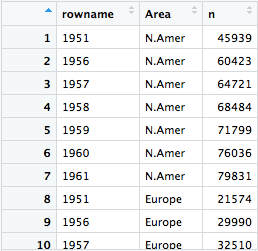 rowname Area n
1 1951 N.Amer 45939
2 1956 N.Amer 60423
3 1957 N.Amer 64721
4 1958 N.Amer 68484
5 1959 N.Amer 71799
6 1960 N.Amer 76036
7 1961 N.Amer 79831
8 1951 Europe 21574
9 1956 Europe 29990
10 1957 Europe 32510